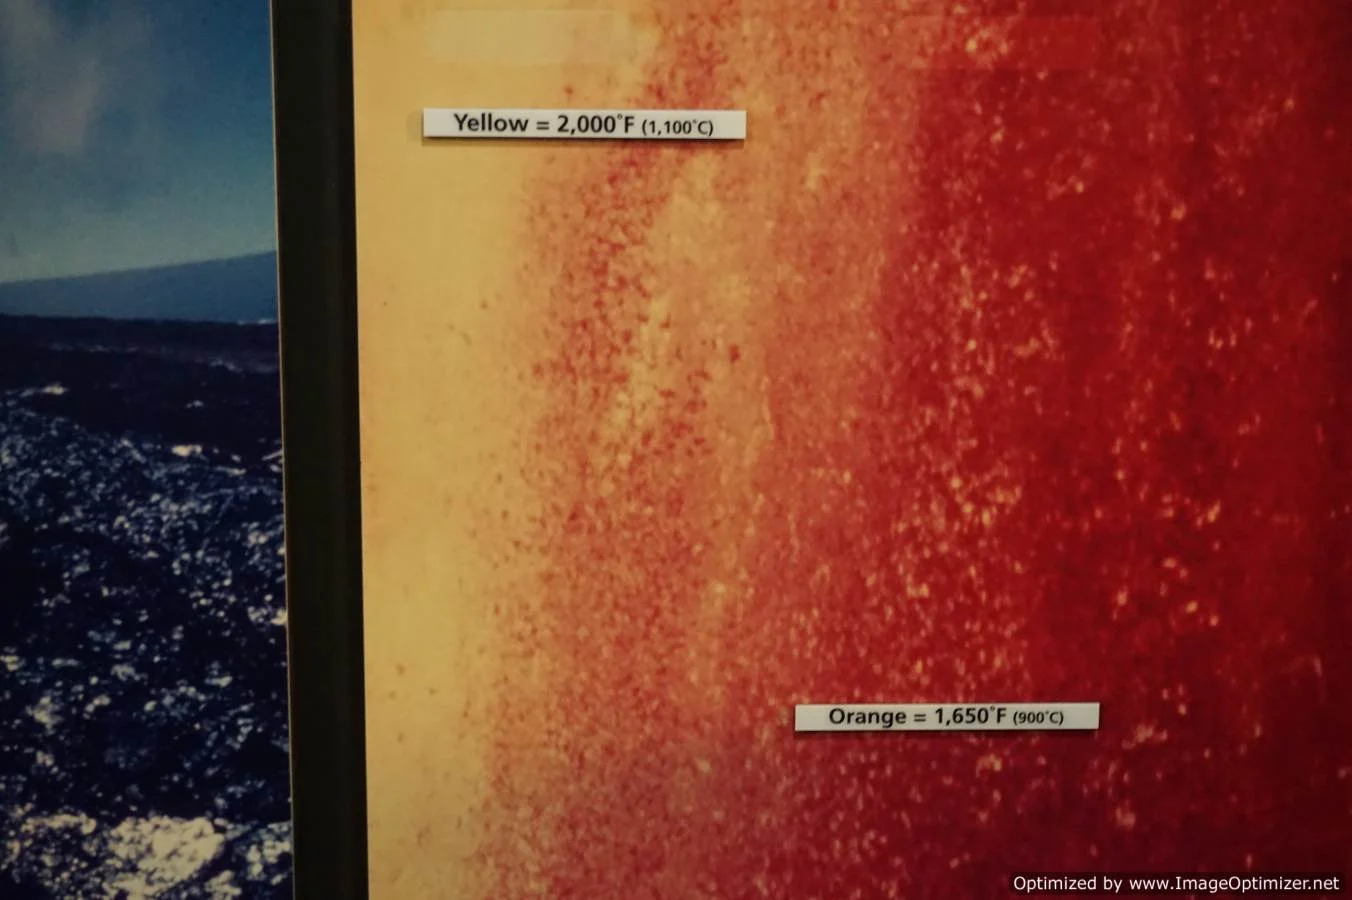 Yellow = 2,000°F (1,100°C)
Orange = 1,650°F (900°C)
Optimized by www.ImageOptimizer.net